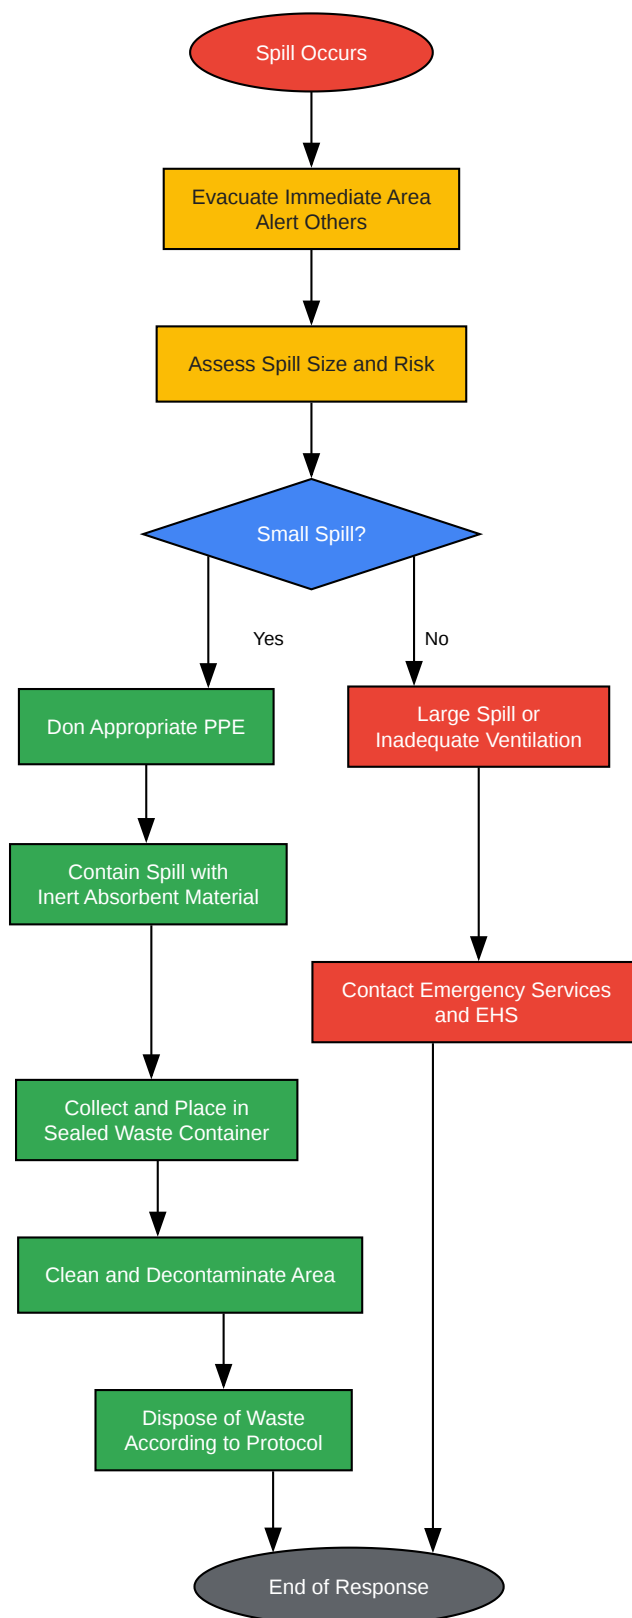 Spill Occurs
Evacuate Immediate Area
Alert Others
Assess Spill Size and Risk
Small Spill?
Yes
No
Don Appropriate PPE
Large Spill or
Inadequate Ventilation
Contain Spill with
Inert Absorbent Material
Contact Emergency Services
and EHS
Collect and Place in
Sealed Waste Container
Clean and Decontaminate Area
Dispose of Waste
According to Protocol
End of Response